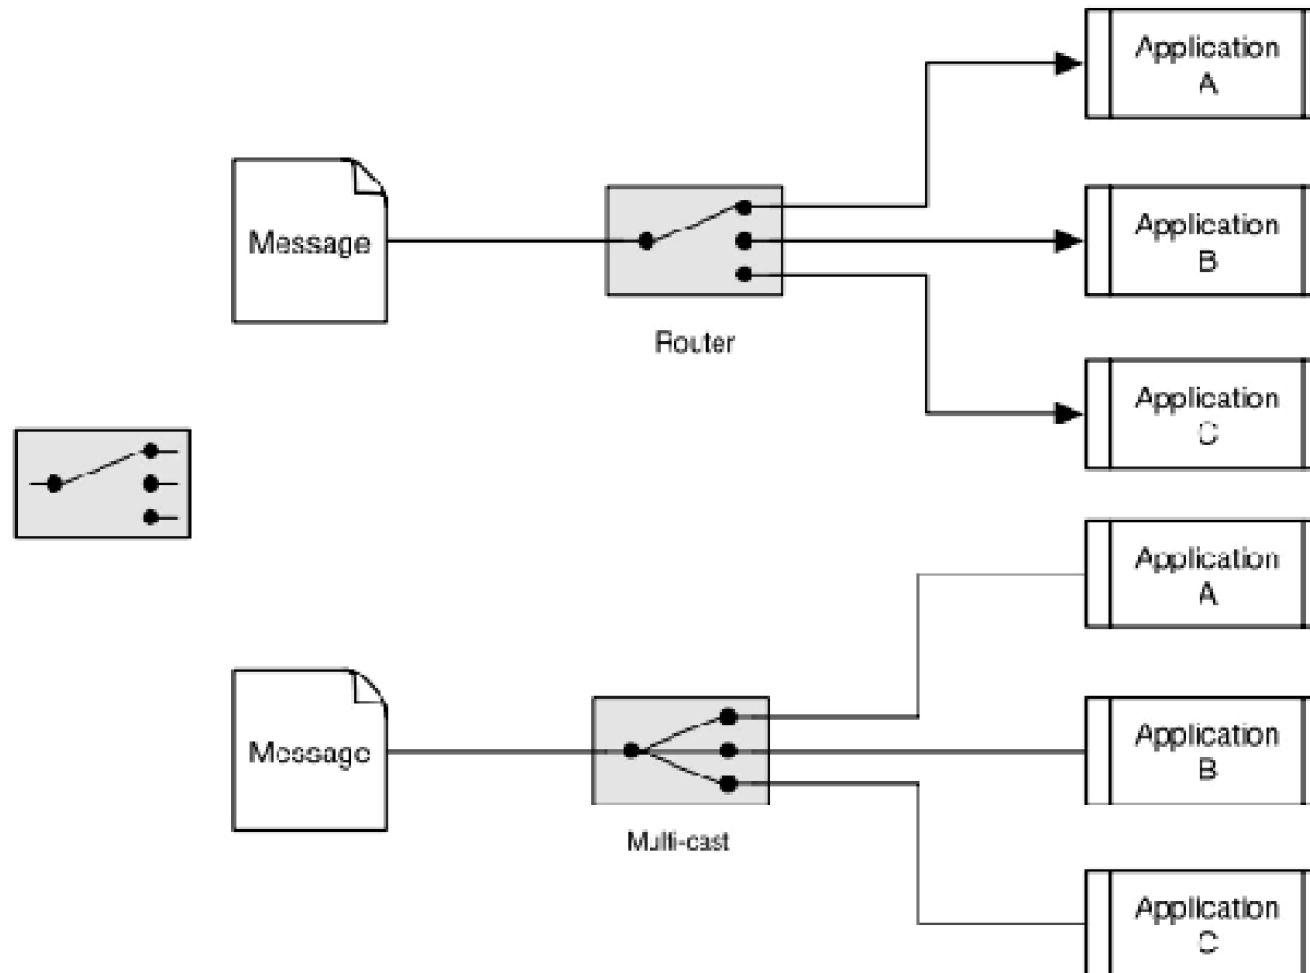 Application
A
Message
Application
B
Router
Application
C
Application
A
Message
Application
B
Multi-cast
Application
C